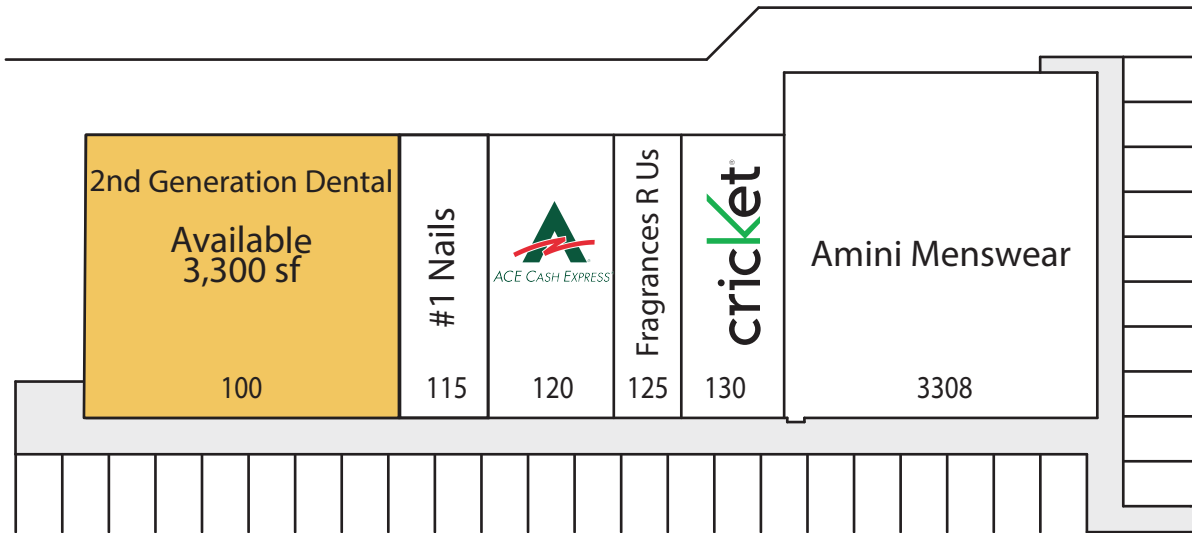 2nd Generation Dental
Available
3,300 sf
100
#1 Nails
115
A
ACE CASH EXPRESS
120
Fragrances R Us
125
cricket
130
Amini Menswear
3308